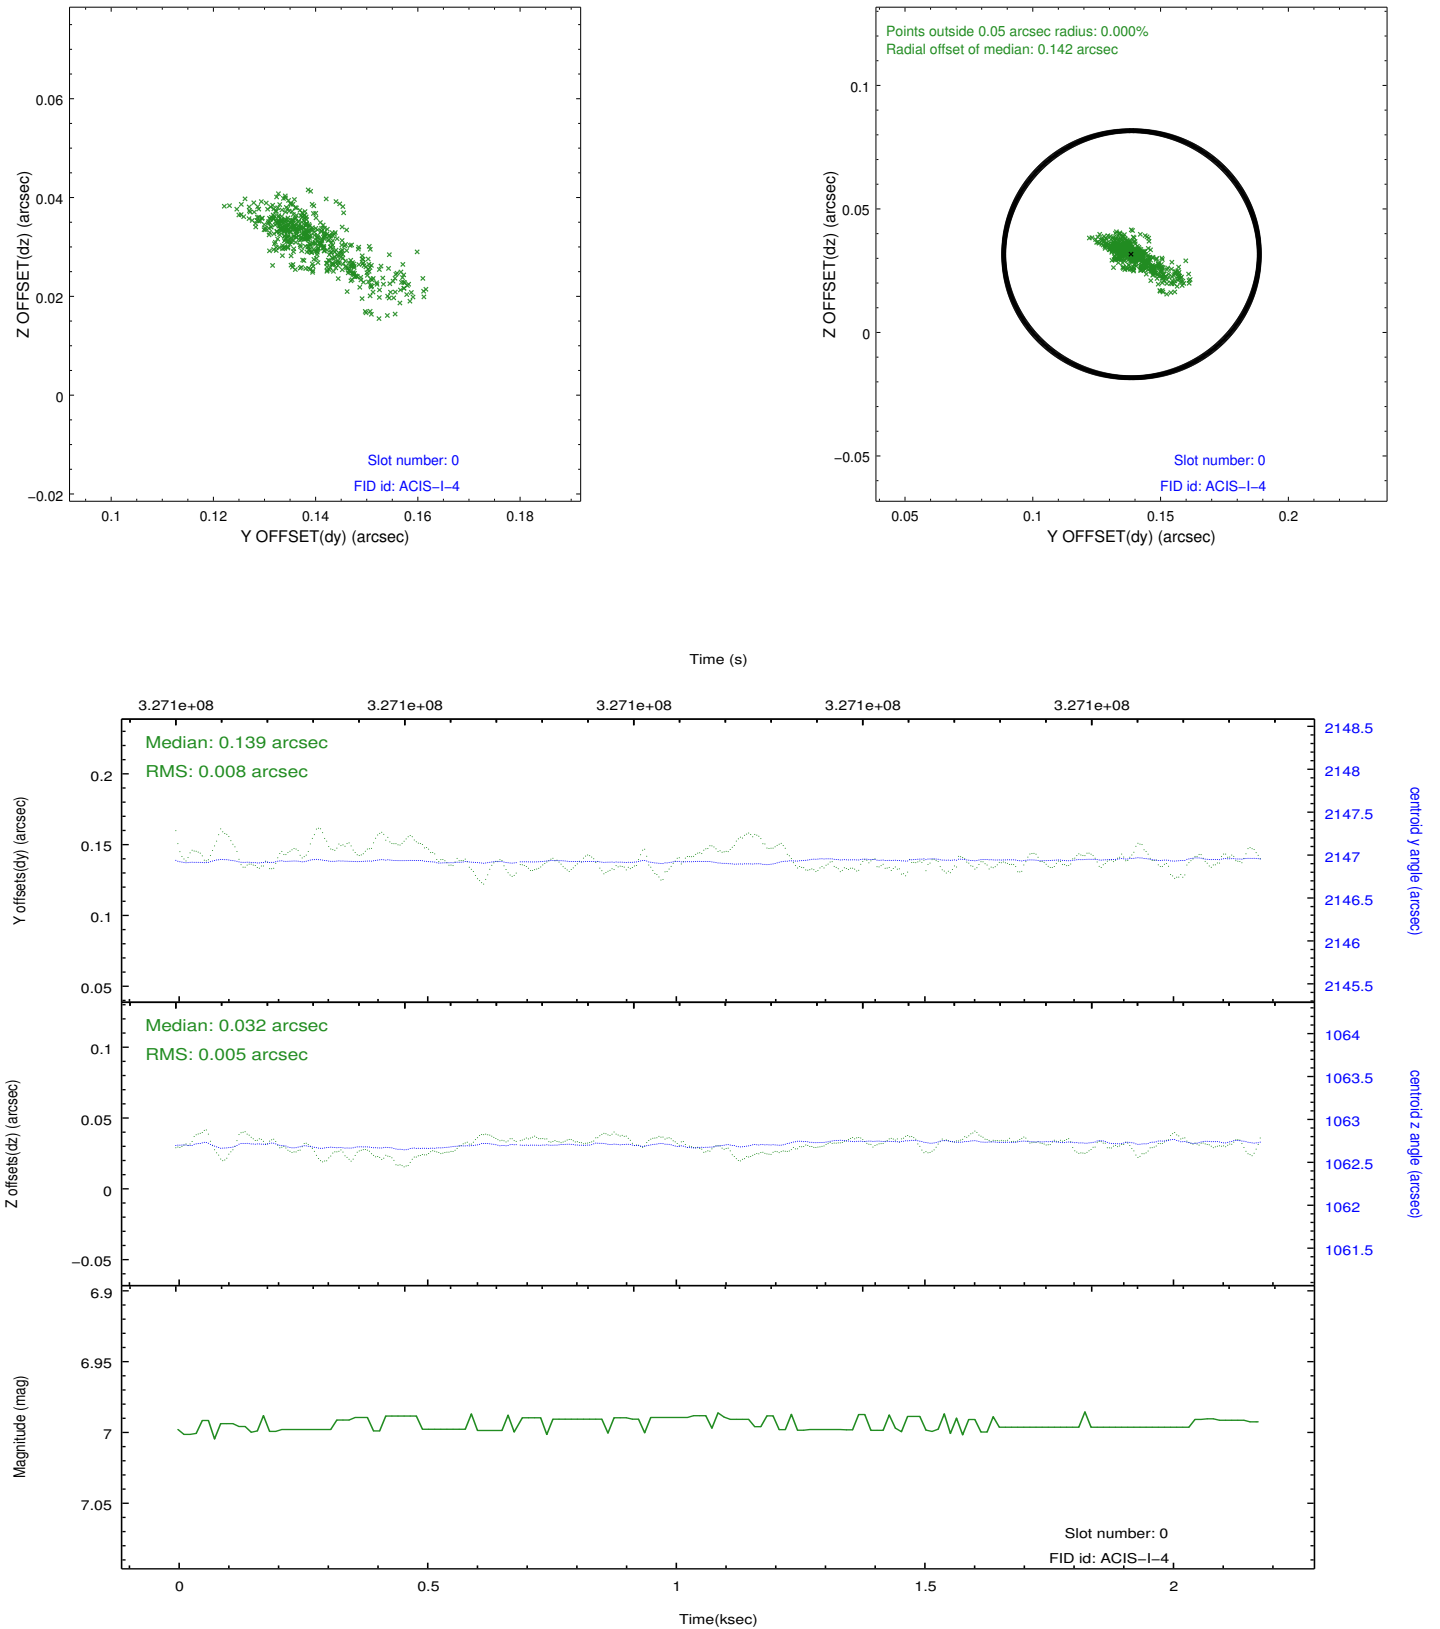 0.06
0.04
0.02
0
−0.02
0.1
0.12
0.14
0.16
0.18
Z OFFSET(dz) (arcsec)
Y OFFSET(dy) (arcsec)
Slot number: 0
FID id: ACIS−I−4
Points outside 0.05 arcsec radius: 0.000%
Radial offset of median: 0.142 arcsec
0.1
0.05
0
−0.05
0.05
0.1
0.15
0.2
Z OFFSET(dz) (arcsec)
Y OFFSET(dy) (arcsec)
Slot number: 0
FID id: ACIS−I−4
Time (s)
3.271e+08
3.271e+08
3.271e+08
3.271e+08
3.271e+08
Median: 0.139 arcsec
RMS: 0.008 arcsec
0.2
0.15
0.1
0.05
Y offsets(dy) (arcsec)
2148.5
2148
2147.5
2147
2146.5
2146
2145.5
centroid y angle (arcsec)
Median: 0.032 arcsec
RMS: 0.005 arcsec
0.1
0.05
0
−0.05
Z offsets(dz) (arcsec)
1064
1063.5
1063
1062.5
1062
1061.5
centroid z angle (arcsec)
6.9
6.95
7
7.05
Magnitude (mag)
Slot number: 0
FID id: ACIS−I−4
0
0.5
1
1.5
2
Time(ksec)